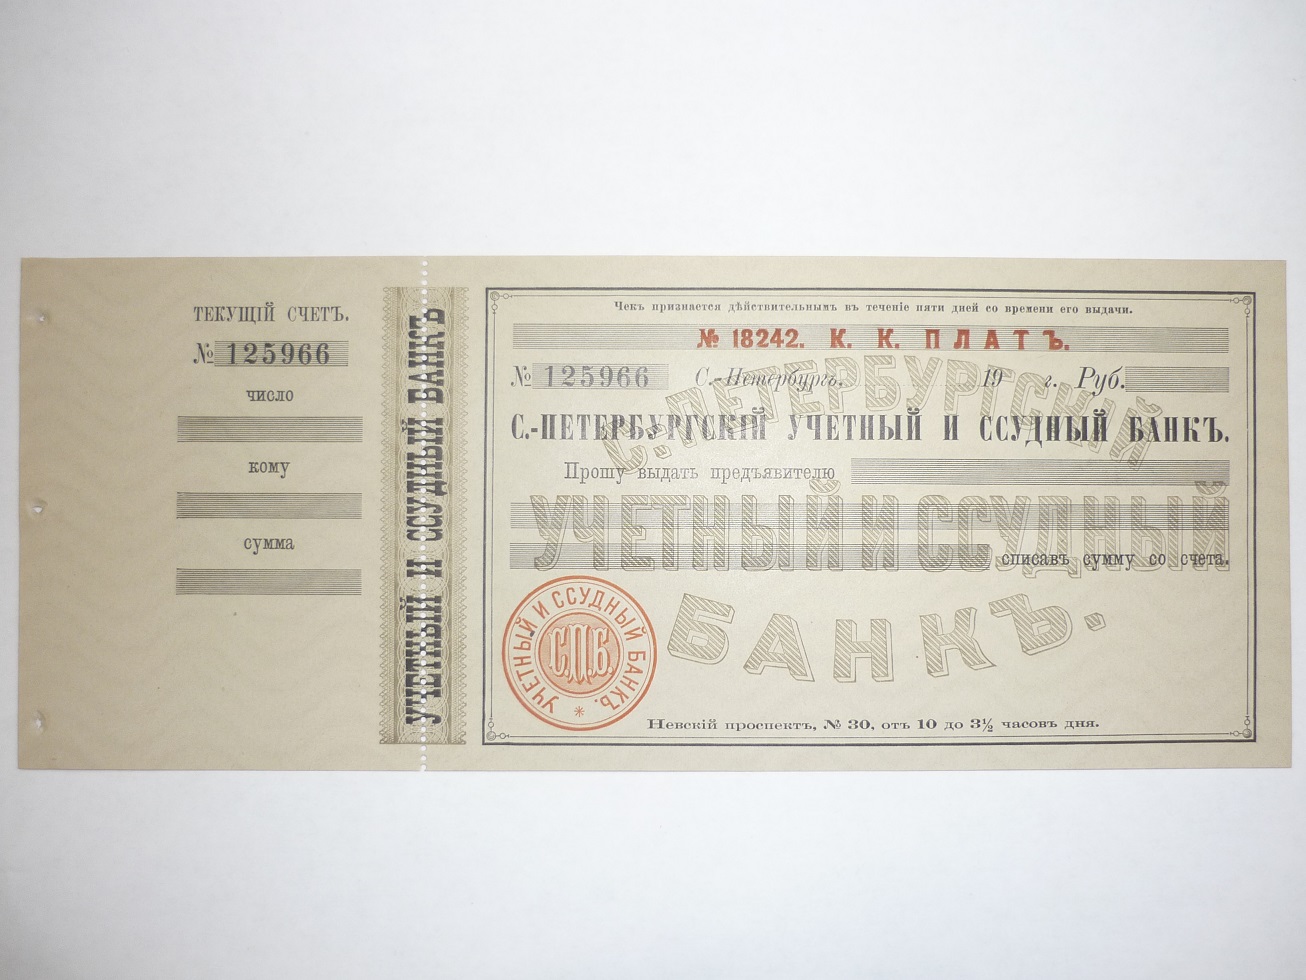 ТЕКУЩІЙ СЧЕТЪ.
№ 125966
число
кому
сумма
УЧЕТНЫЙ И ССУДНЫЙ БАНКЪ
Чекъ признается дѣйствительнымъ въ теченіе пяти дней со времени его выдачи.
№ 18242. К. К. ПЛАТЪ.
№ 125966 С.-Петербургъ, 19 г. Руб.
С.-ПЕТЕРБУРГСКІЙ
С.-ПЕТЕРБУРГСКІЙ УЧЕТНЫЙ И ССУДНЫЙ БАНКЪ.
Прошу выдать предъявителю
УЧЕТНЫЙ И ССУДНЫЙ
списавъ сумму со счета.
БАНКЪ.
УЧЕТНЫЙ И ССУДНЫЙ БАНКЪ.
С.П.Б.
Невскій проспектъ, № 30, отъ 10 до 3½ часовъ дня.